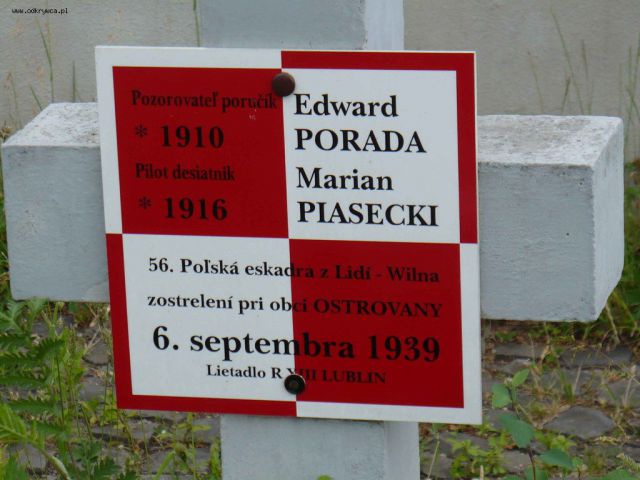 www.odkrywca.pl
Pozorovateľ poručík
* 1910
Edward
PORADA
Pilot desiatnik
* 1916
Marian
PIASECKI
56. Poľská eskadra z Lidí - Wilna
zostrelení pri obci OSTROVANY
6. septembra 1939
Lietadlo R XIII LUBLIN